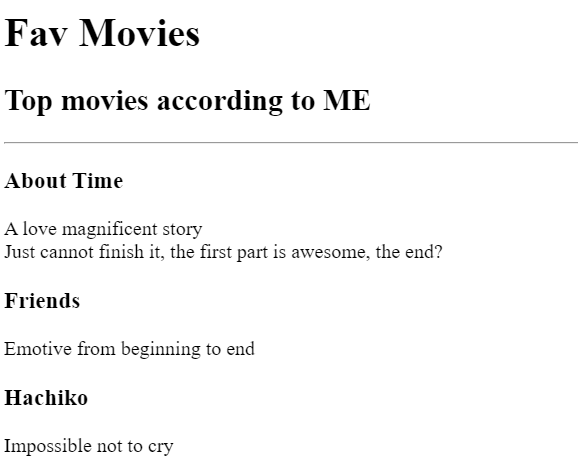 Fav Movies
Top movies according to ME
About Time
A love magnificent story
Just cannot finish it, the first part is awesome, the end?
Friends
Emotive from beginning to end
Hachiko
Impossible not to cry